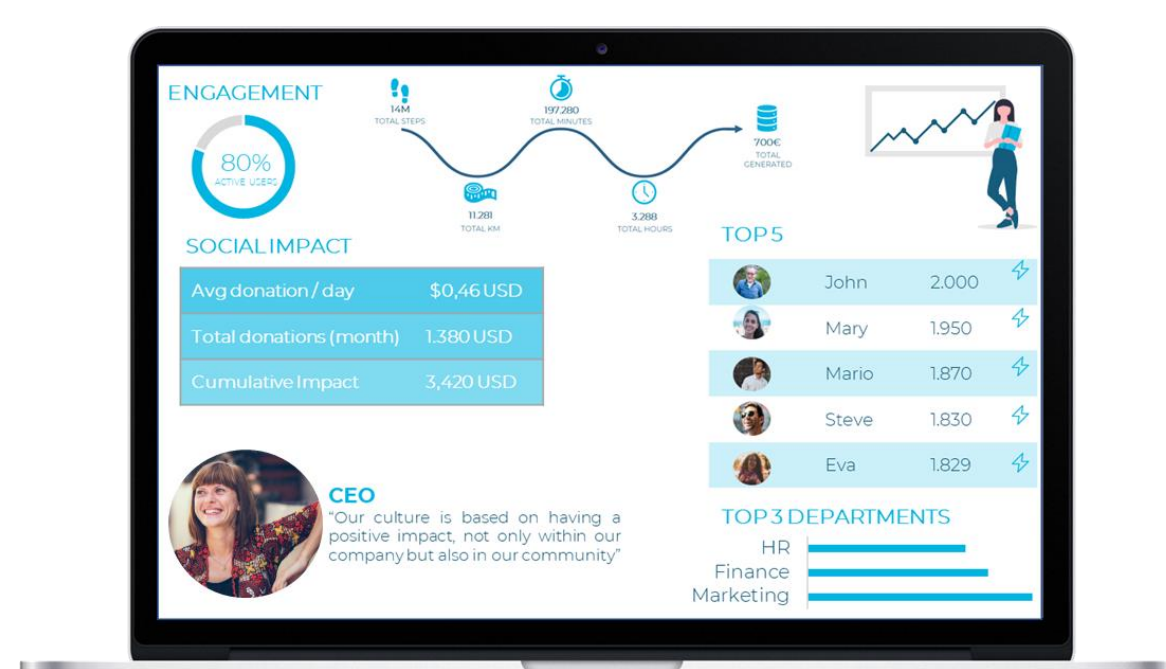 ENGAGEMENT
80%
ACTIVE USERS
14M
TOTAL STEPS
11.281
TOTAL KM
197.280
TOTAL MINUTES
3.288
TOTAL HOURS
700€
TOTAL
GENERATED
SOCIAL IMPACT
Avg donation / day $0,46 USD
Total donations (month) 1.380 USD
Cumulative Impact 3,420 USD
CEO
“Our culture is based on having a
positive impact, not only within our
company but also in our community”
TOP 5
John 2.000
Mary 1.950
Mario 1.870
Steve 1.830
Eva 1.829
TOP 3 DEPARTMENTS
HR
Finance
Marketing